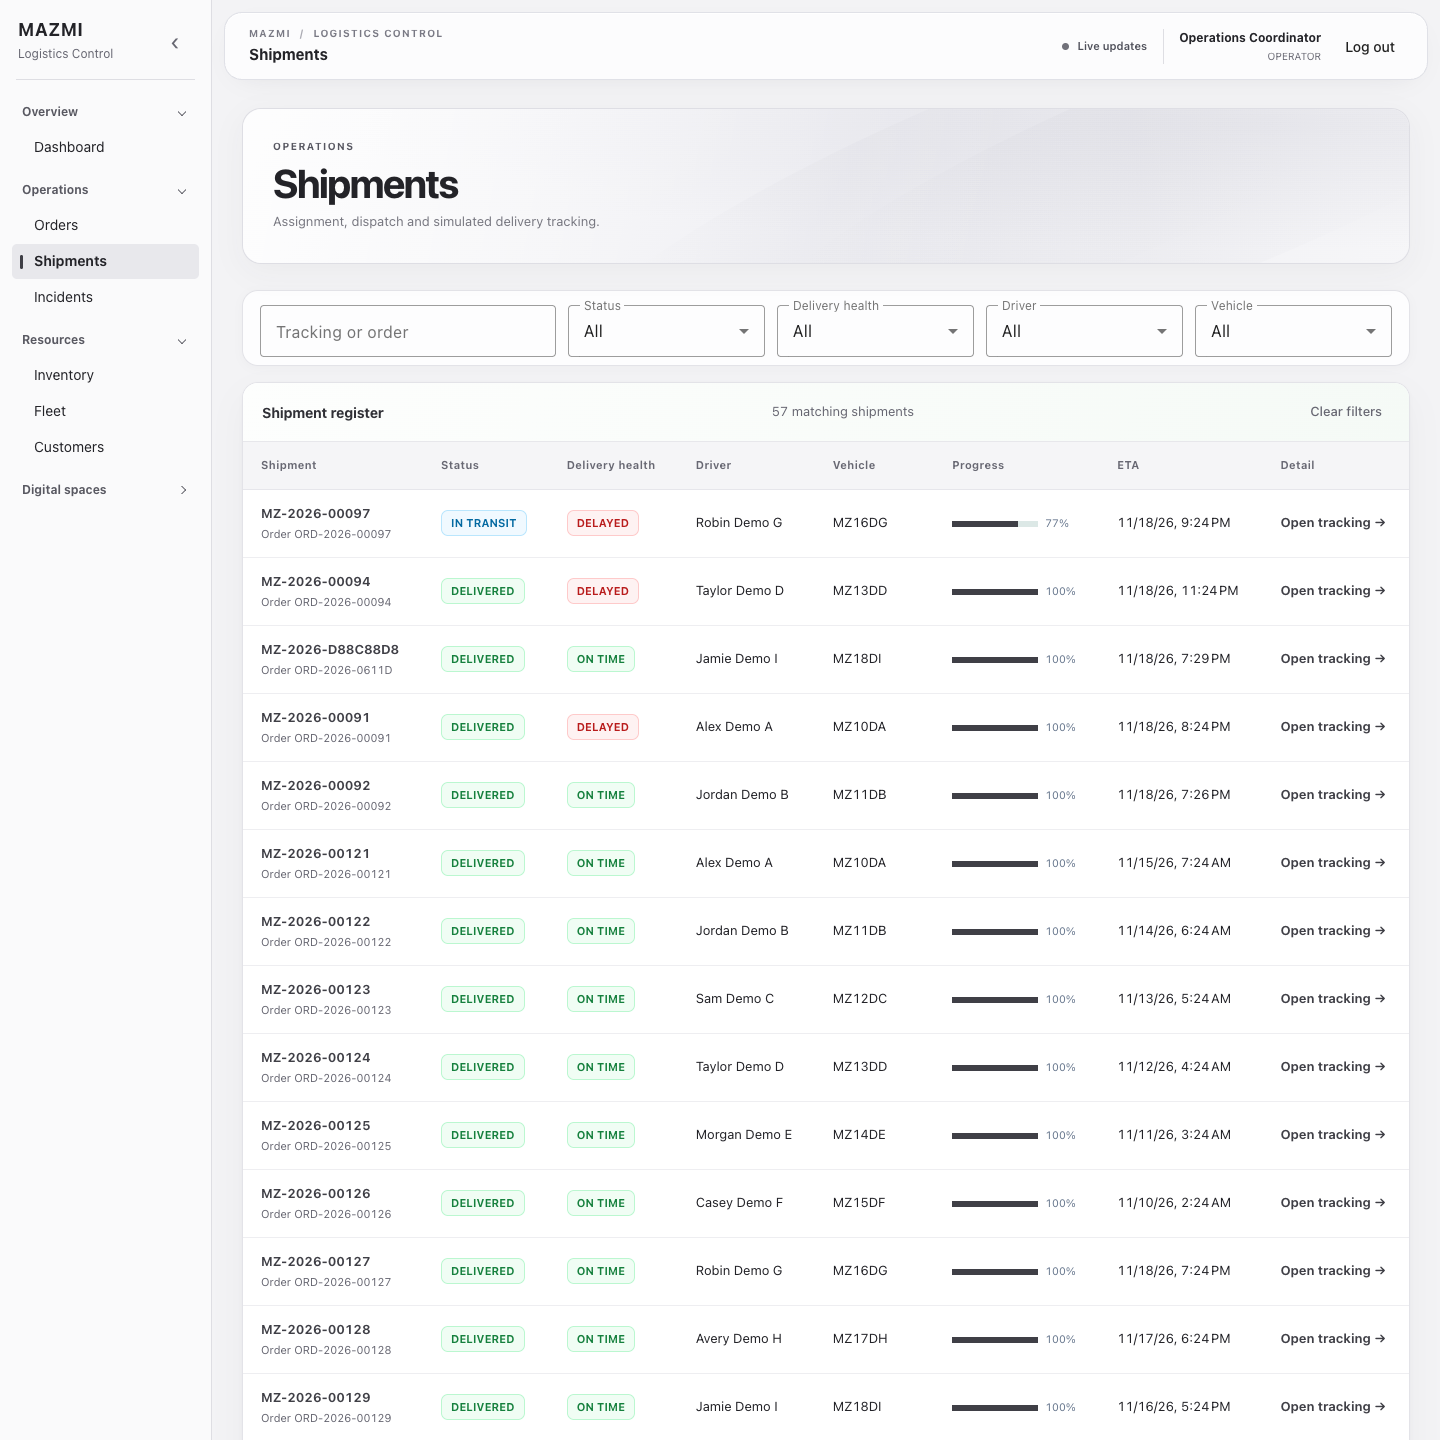 MAZMI
Logistics Control
Overview
Dashboard
Operations
Orders
Shipments
Incidents
Resources
Inventory
Fleet
Customers
Digital spaces
MAZMI / LOGISTICS CONTROL
Shipments
Live updates
Operations Coordinator
OPERATOR
Log out
OPERATIONS
Shipments
Assignment, dispatch and simulated delivery tracking.
Tracking or order
Status
All
Delivery health
All
Driver
All
Vehicle
All
Shipment register
57 matching shipments
Clear filters
Shipment Status Delivery health Driver Vehicle Progress ETA Detail
MZ-2026-00097
Order ORD-2026-00097
IN TRANSIT DELAYED Robin Demo G MZ16DG 77% 11/18/26, 9:24 PM Open tracking →
MZ-2026-00094
Order ORD-2026-00094
DELIVERED DELAYED Taylor Demo D MZ13DD 100% 11/18/26, 11:24 PM Open tracking →
MZ-2026-D88C88D8
Order ORD-2026-0611D
DELIVERED ON TIME Jamie Demo I MZ18DI 100% 11/18/26, 7:29 PM Open tracking →
MZ-2026-00091
Order ORD-2026-00091
DELIVERED DELAYED Alex Demo A MZ10DA 100% 11/18/26, 8:24 PM Open tracking →
MZ-2026-00092
Order ORD-2026-00092
DELIVERED ON TIME Jordan Demo B MZ11DB 100% 11/18/26, 7:26 PM Open tracking →
MZ-2026-00121
Order ORD-2026-00121
DELIVERED ON TIME Alex Demo A MZ10DA 100% 11/15/26, 7:24 AM Open tracking →
MZ-2026-00122
Order ORD-2026-00122
DELIVERED ON TIME Jordan Demo B MZ11DB 100% 11/14/26, 6:24 AM Open tracking →
MZ-2026-00123
Order ORD-2026-00123
DELIVERED ON TIME Sam Demo C MZ12DC 100% 11/13/26, 5:24 AM Open tracking →
MZ-2026-00124
Order ORD-2026-00124
DELIVERED ON TIME Taylor Demo D MZ13DD 100% 11/12/26, 4:24 AM Open tracking →
MZ-2026-00125
Order ORD-2026-00125
DELIVERED ON TIME Morgan Demo E MZ14DE 100% 11/11/26, 3:24 AM Open tracking →
MZ-2026-00126
Order ORD-2026-00126
DELIVERED ON TIME Casey Demo F MZ15DF 100% 11/10/26, 2:24 AM Open tracking →
MZ-2026-00127
Order ORD-2026-00127
DELIVERED ON TIME Robin Demo G MZ16DG 100% 11/18/26, 7:24 PM Open tracking →
MZ-2026-00128
Order ORD-2026-00128
DELIVERED ON TIME Avery Demo H MZ17DH 100% 11/17/26, 6:24 PM Open tracking →
MZ-2026-00129
Order ORD-2026-00129
DELIVERED ON TIME Jamie Demo I MZ18DI 100% 11/16/26, 5:24 PM Open tracking →